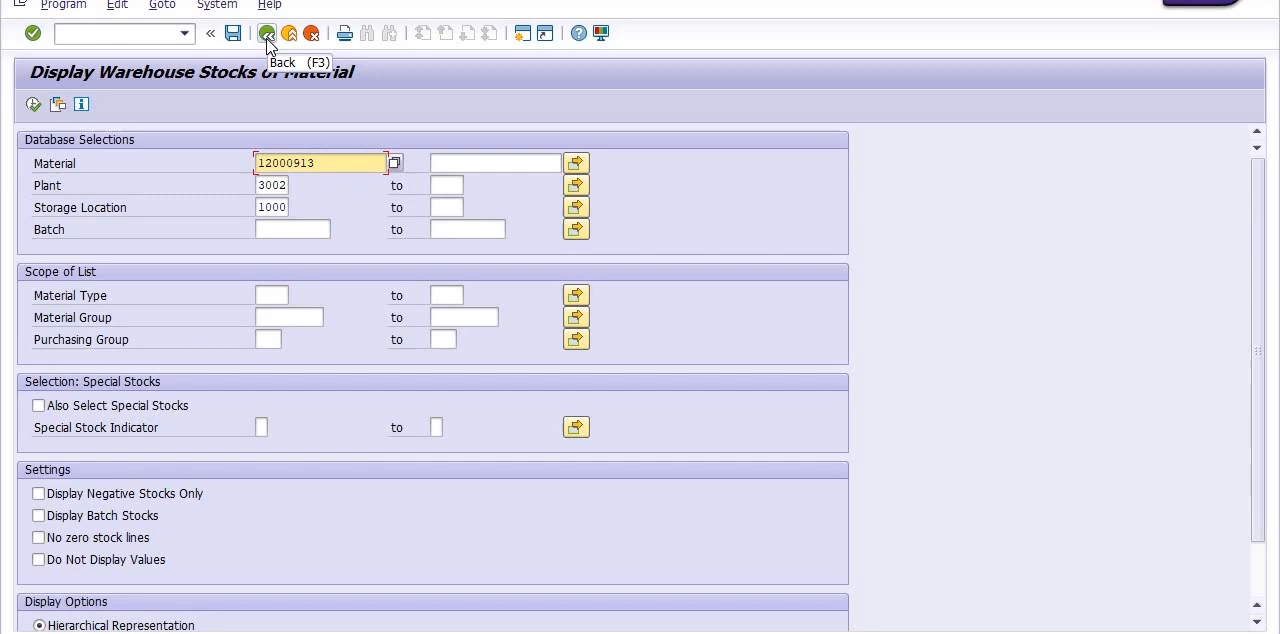 Program Edit Goto System Help
Back (F3)
Display Warehouse Stocks of Material
Database Selections
Material 12000913
Plant 3002 to
Storage Location 1000 to
Batch to
Scope of List
Material Type to
Material Group to
Purchasing Group to
Selection: Special Stocks
Also Select Special Stocks
Special Stock Indicator to
Settings
Display Negative Stocks Only
Display Batch Stocks
No zero stock lines
Do Not Display Values
Display Options
Hierarchical Representation